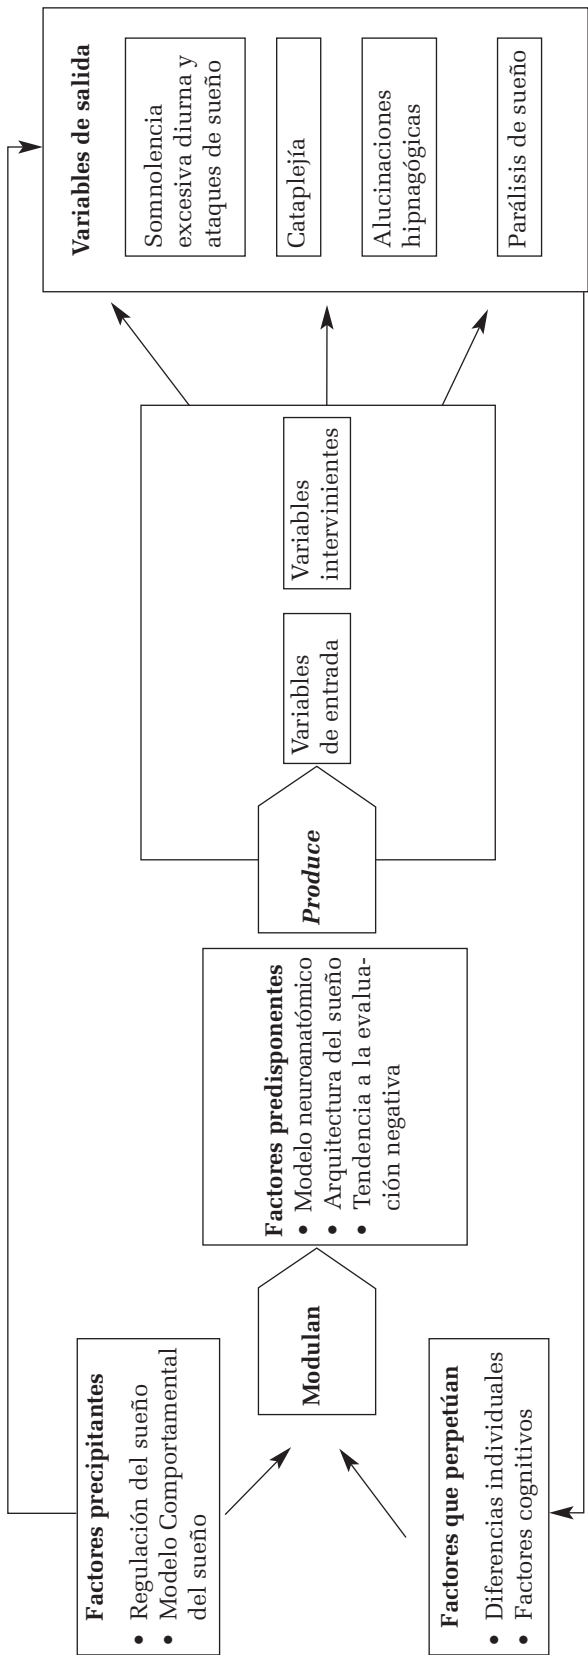 Factores precipitantes
• Regulación del sueño
• Modelo Comportamental
del sueño
Factores que perpetúan
• Diferencias individuales
• Factores cognitivos
Modulan
Factores predisponentes
• Modelo neuroanatómico
• Arquitectura del sueño
• Tendencia a la evalua-
ción negativa
Produce
Variables
de entrada
Variables
intervinientes
Variables de salida
Somnolencia
excesiva diurna y
ataques de sueño
Cataplejía
Alucinaciones
hipnagógicas
Parálisis de sueño